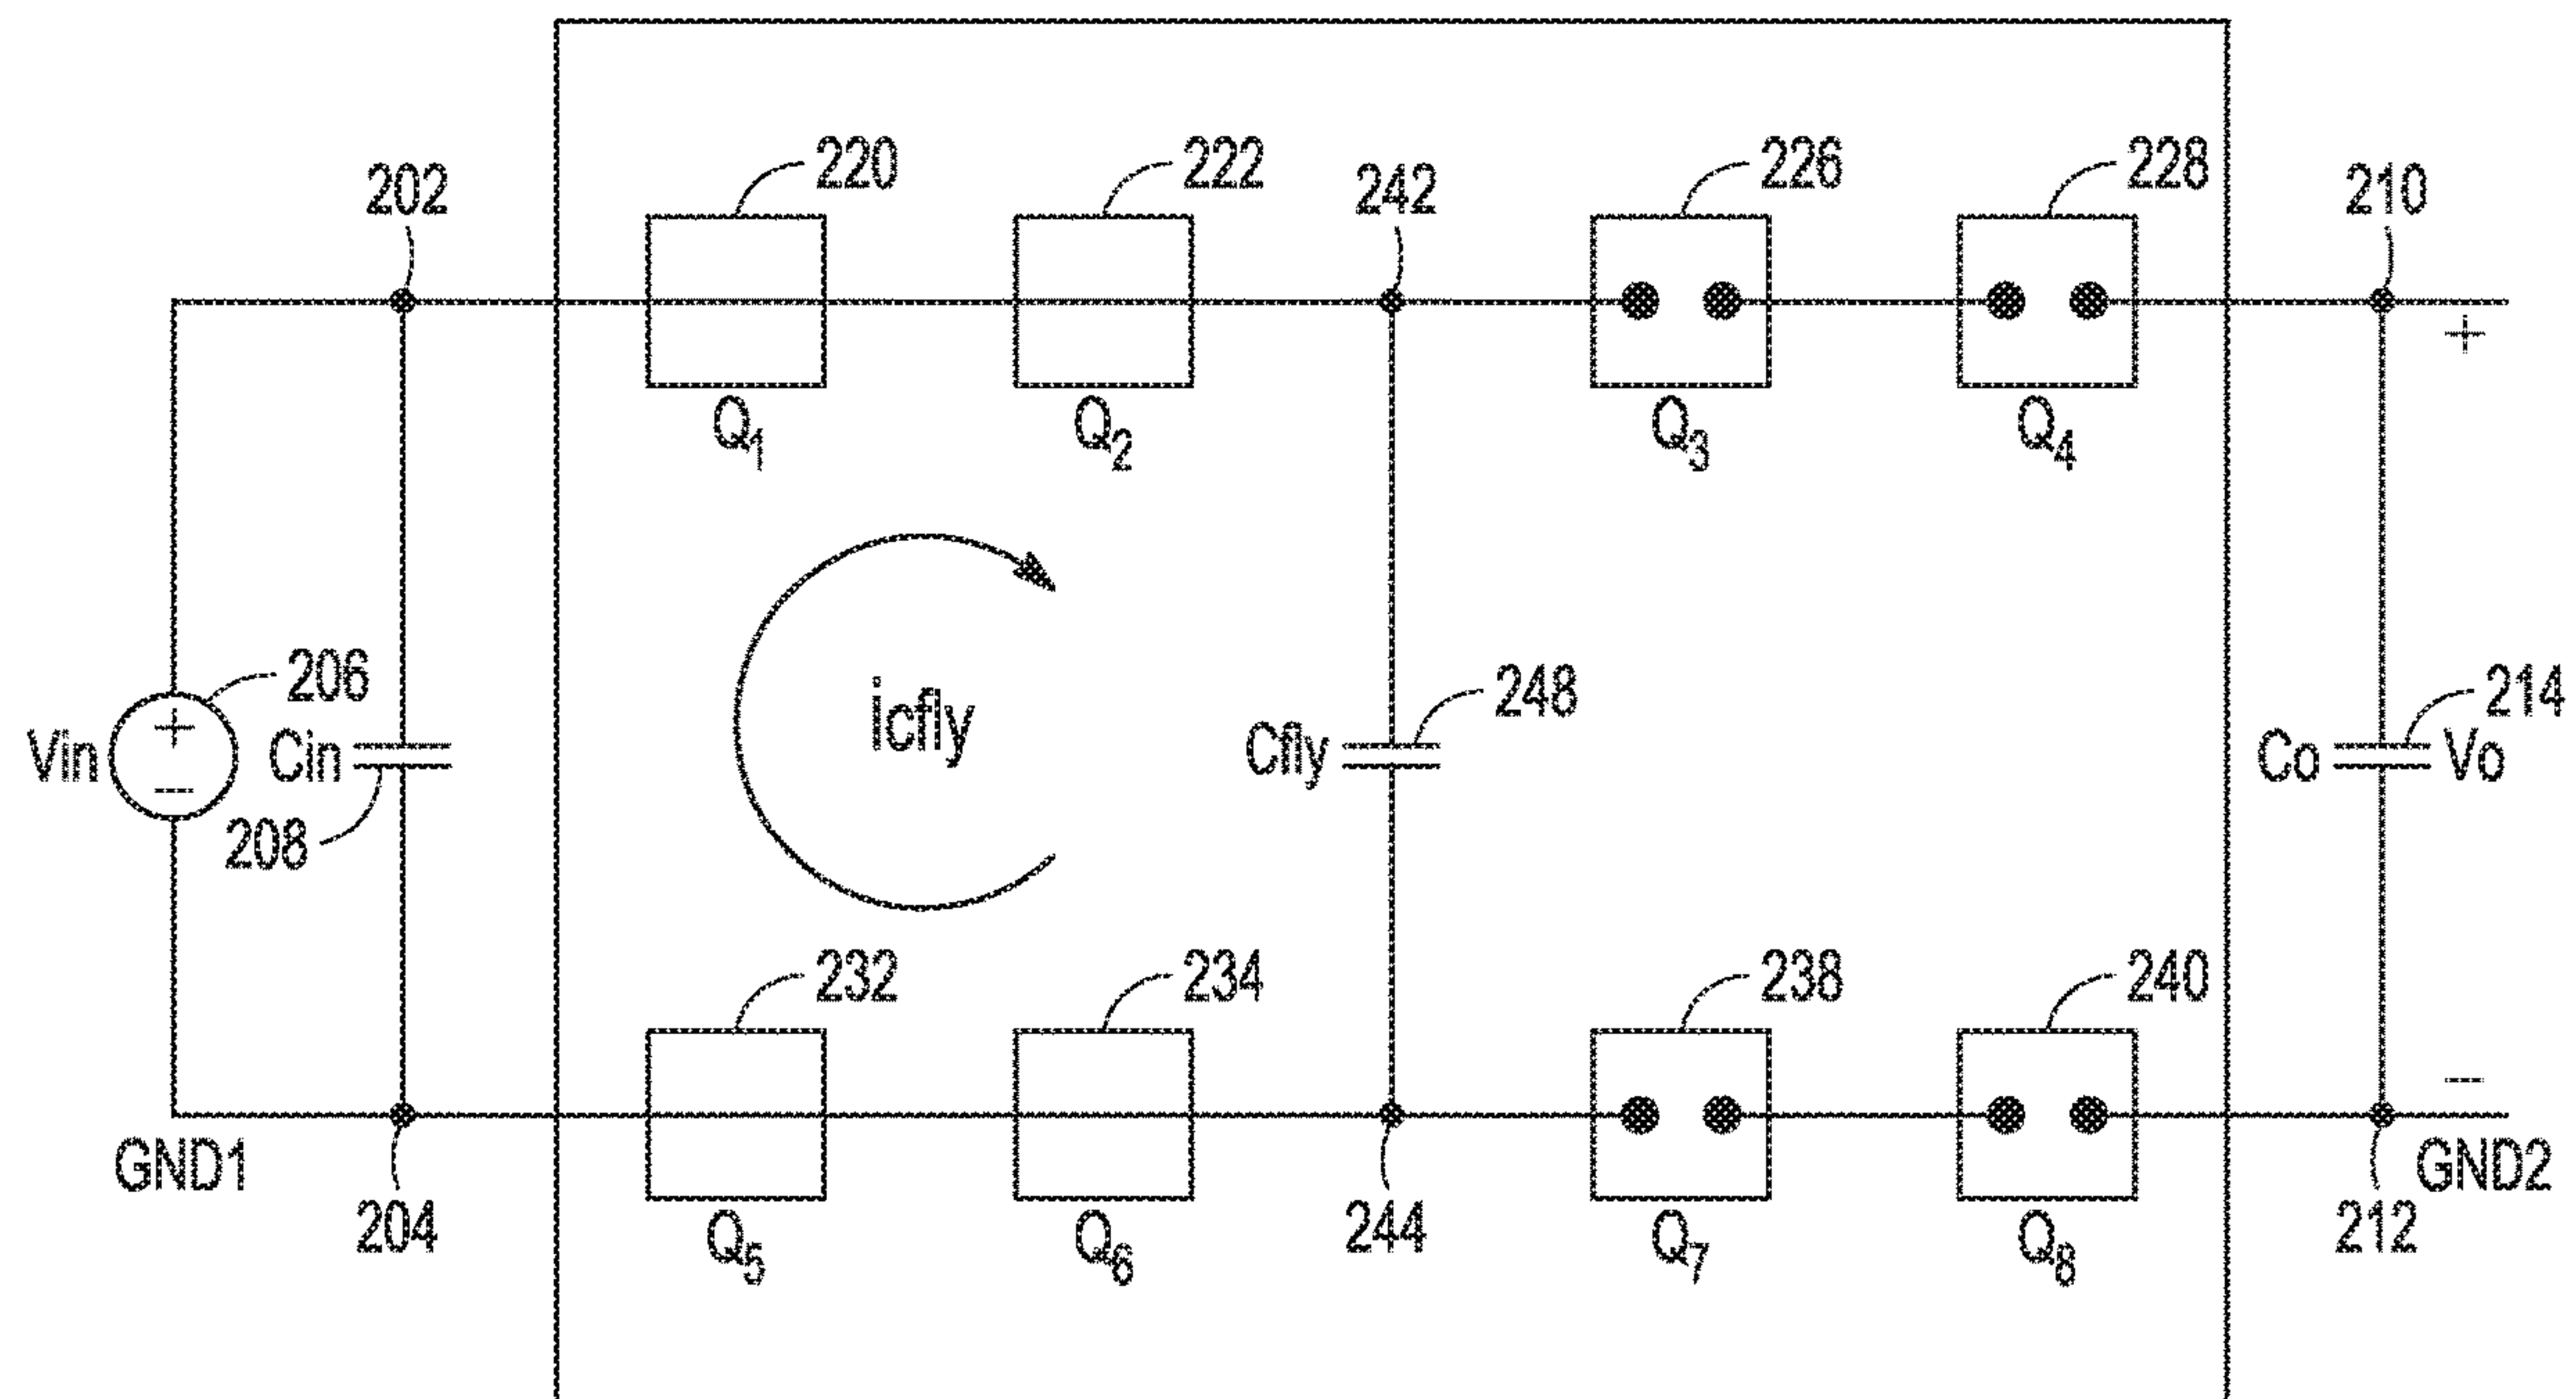 220
222
226
228
202
242
210
+
Q1
Q2
Q3
Q4
206
248
214
Vin
+
−
Cin
icfly
Cfly
Co
Vo
208
232
234
238
240
−
GND1
GND2
204
Q5
Q6
244
Q7
Q8
212